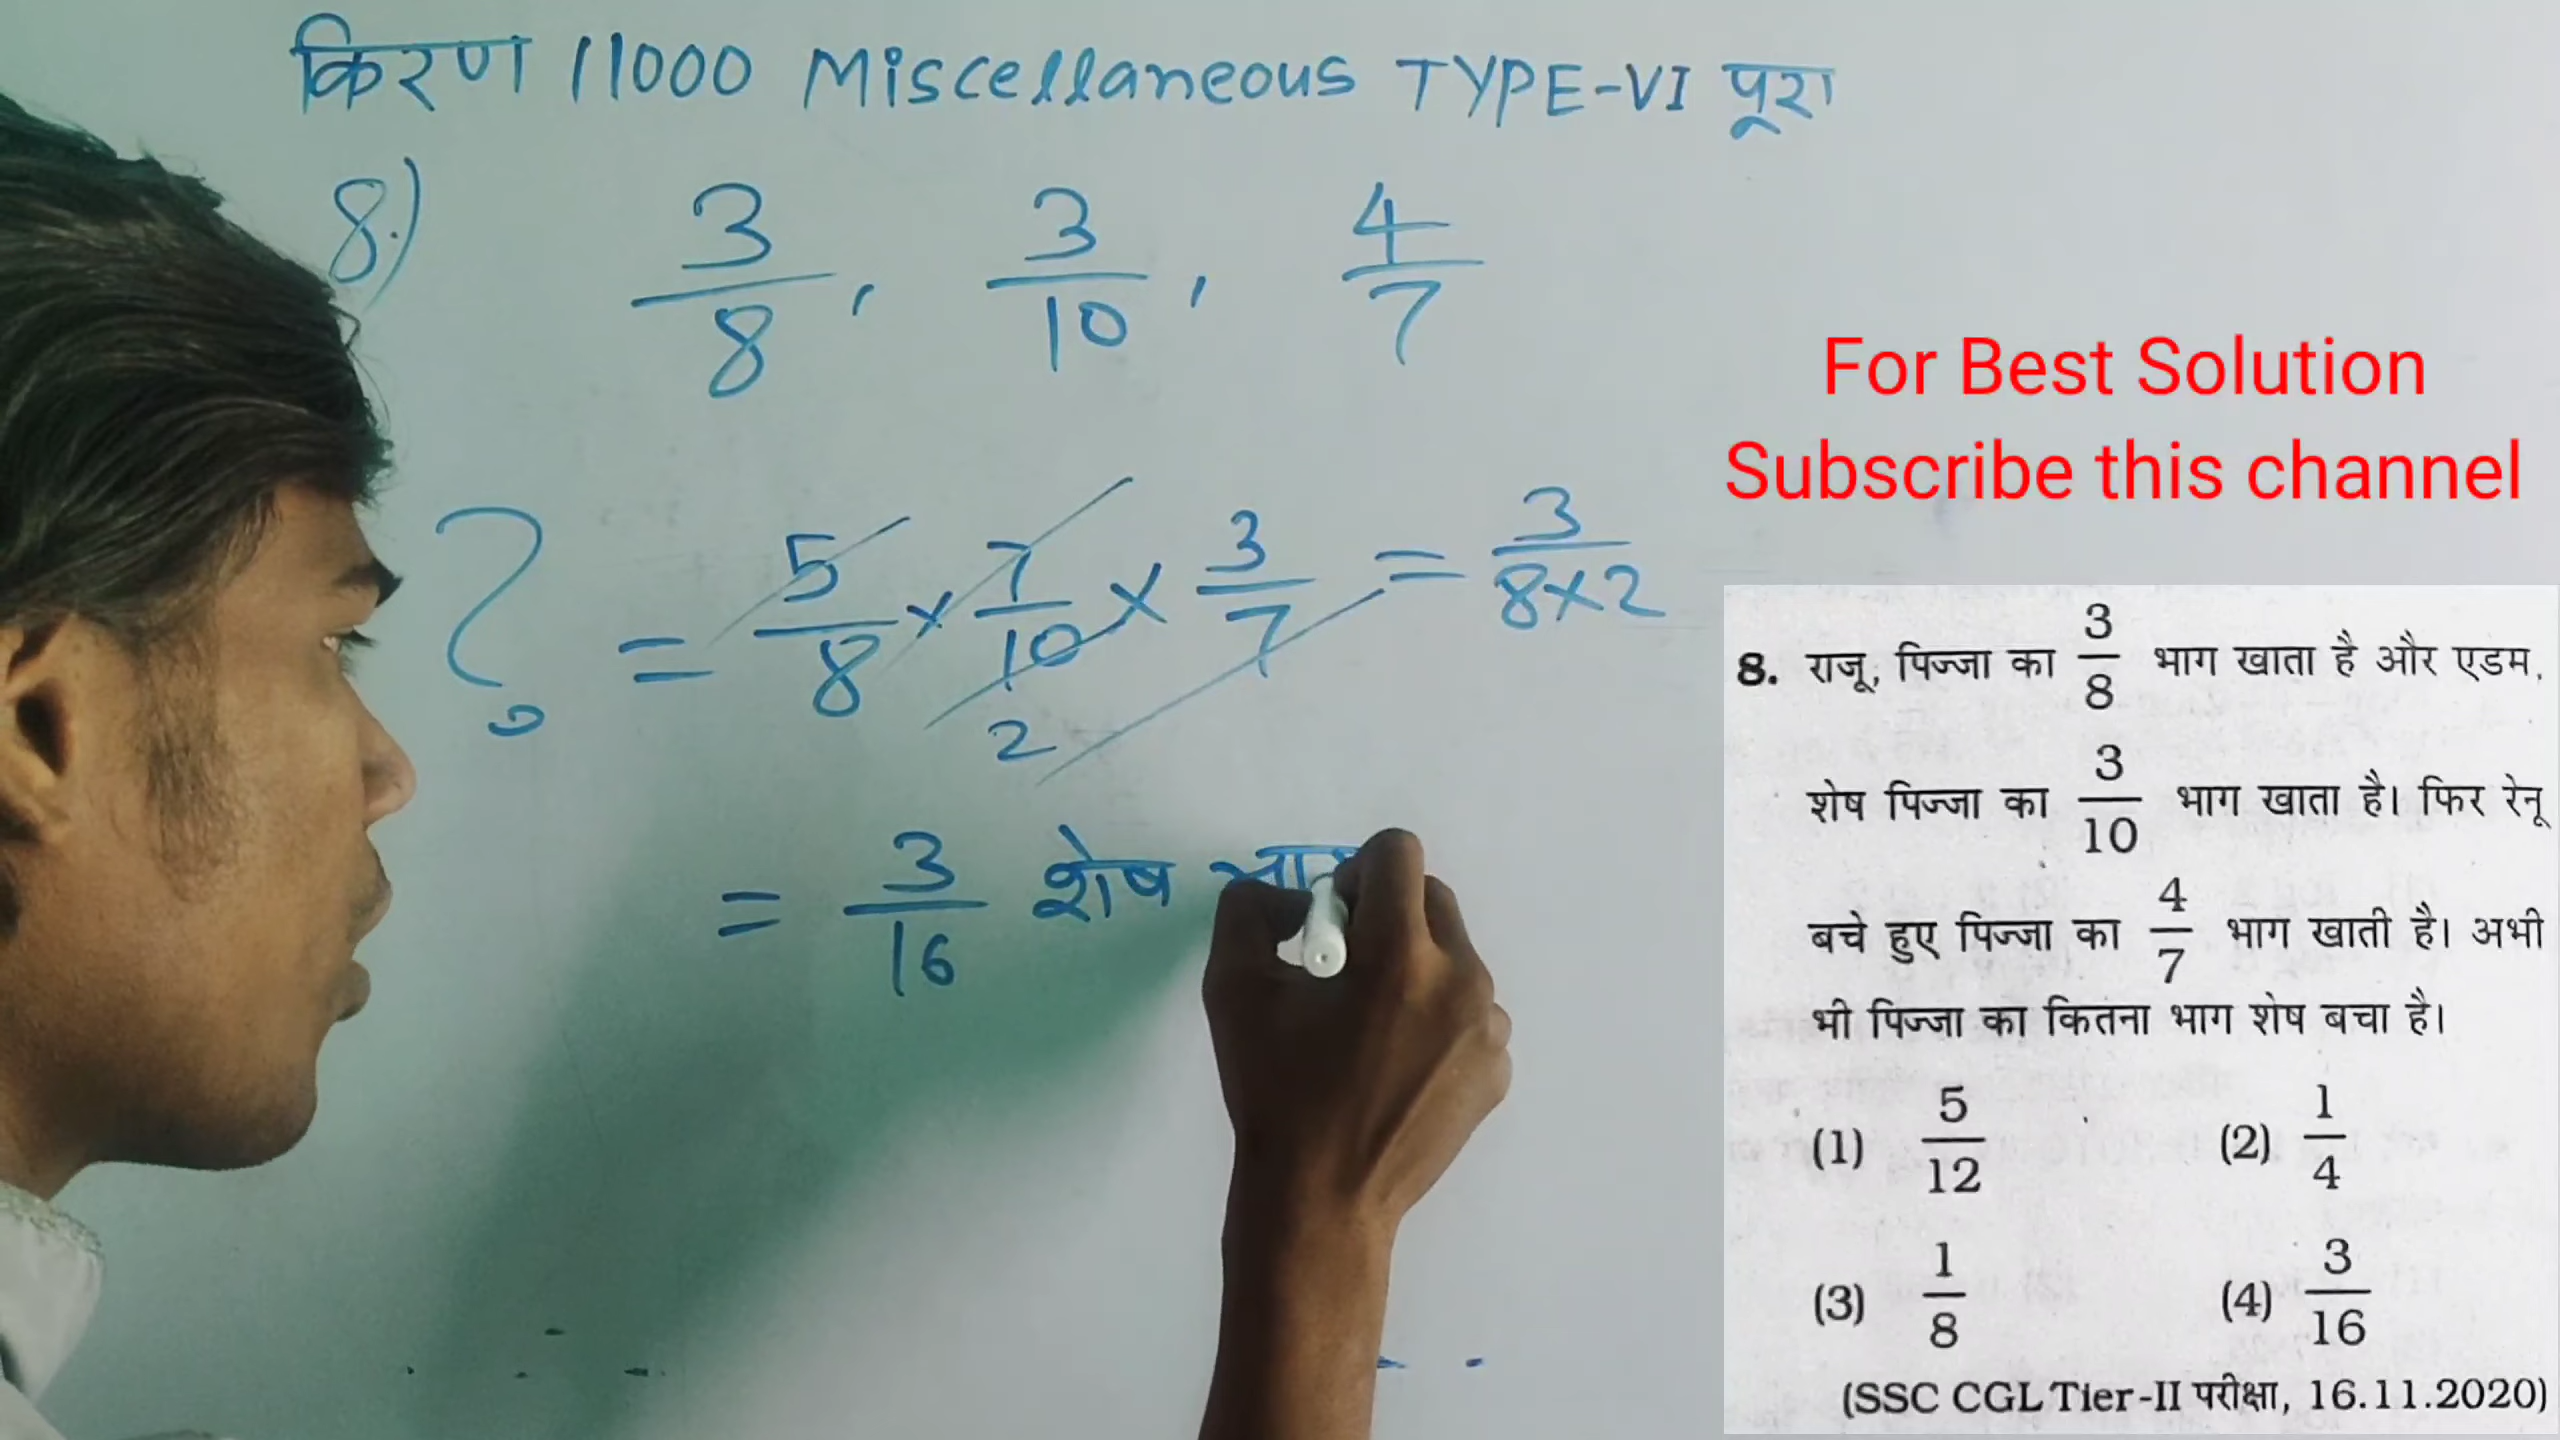 किरण 11000 Miscellaneous TYPE-VI पूरा
8) 3/8, 3/10, 4/7
? = 5/8 × 7/10 × 3/7 = 3/8×2
2
= 3/16 शेष
For Best Solution
Subscribe this channel
8. राजू, पिज्जा का 3/8 भाग खाता है और एडम,
शेष पिज्जा का 3/10 भाग खाता है। फिर रेनू
बचे हुए पिज्जा का 4/7 भाग खाती है। अभी
भी पिज्जा का कितना भाग शेष बचा है।
(1) 5/12 (2) 1/4
(3) 1/8 (4) 3/16
(SSC CGL Tier-II परीक्षा, 16.11.2020)